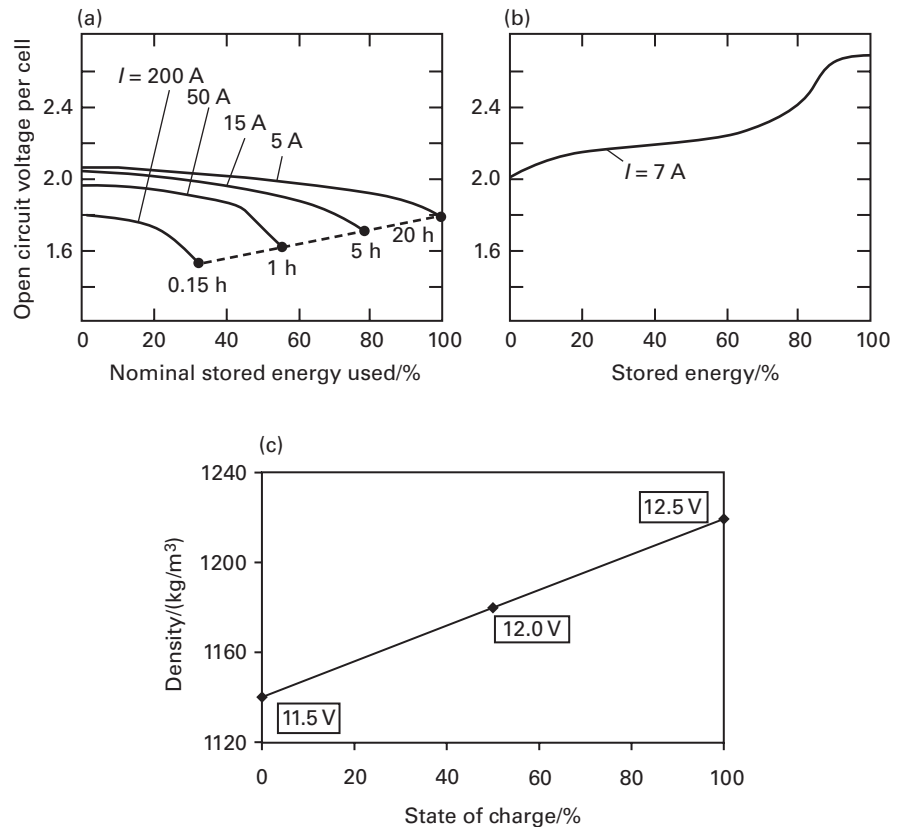 (a)
Open circuit voltage per cell
2.4
2.0
1.6
I = 200 A
50 A
15 A
5 A
0.15 h
1 h
5 h
20 h
0 20 40 60 80 100
Nominal stored energy used/%
(b)
2.4
2.0
1.6
I = 7 A
0 20 40 60 80 100
Stored energy/%
(c)
Density/(kg/m³)
1240
1200
1160
1120
12.5 V
12.0 V
11.5 V
0 20 40 60 80 100
State of charge/%